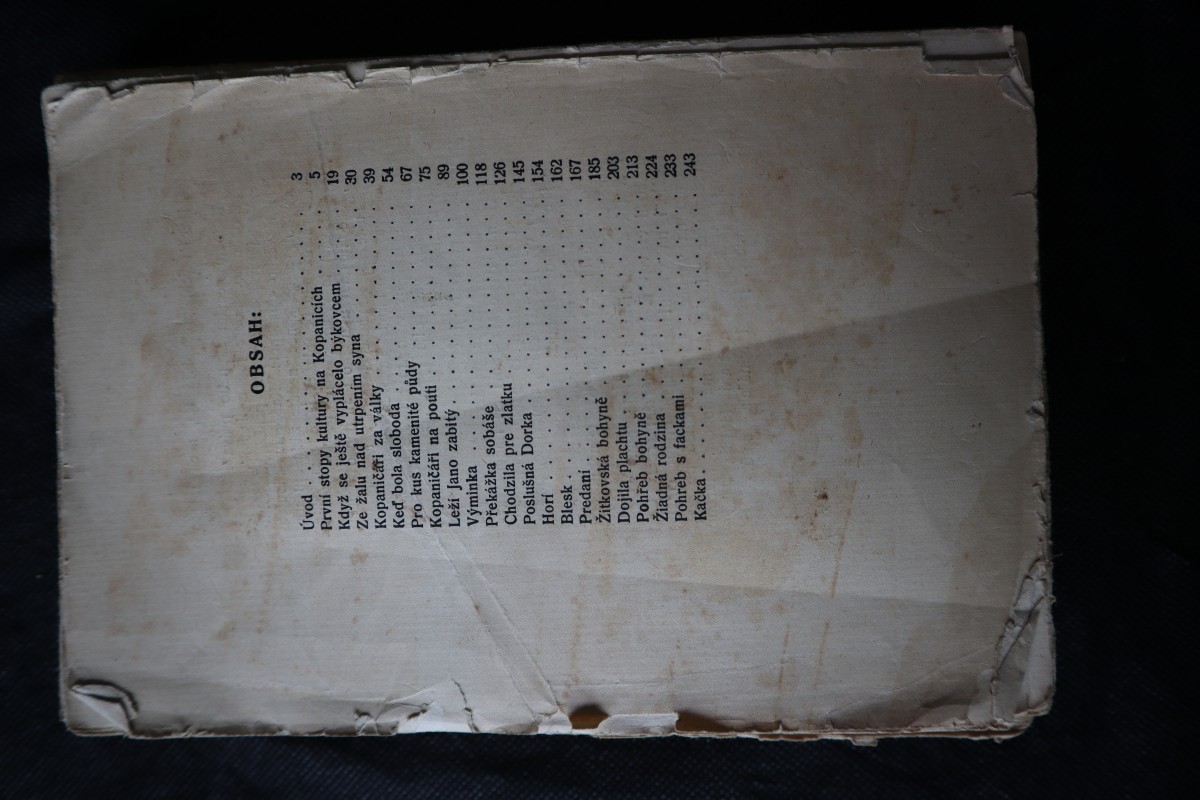 OBSAH:
Úvod . . . . . . . . . . . . . . . . 3
První stopy kultury na Kopanicích . . . . 5
Když se ještě vyplácelo býkovcem . . . . 19
Ze žalu nad utrpením syna . . . . . . . 30
Kopaničáři za války . . . . . . . . . . 39
Keď bola sloboda . . . . . . . . . . . 54
Pro kus kamenité půdy . . . . . . . . . 67
Kopaničáři na pouti . . . . . . . . . . 75
Leží Jano zabitý . . . . . . . . . . . 89
Výminka . . . . . . . . . . . . . . . 100
Překážka sobáše . . . . . . . . . . . . 118
Chodzila pre zlatku . . . . . . . . . . 126
Poslušná Dorka . . . . . . . . . . . . 145
Horí . . . . . . . . . . . . . . . . 154
Blesk . . . . . . . . . . . . . . . . 162
Predaní . . . . . . . . . . . . . . . 167
Žítkovská bohyně . . . . . . . . . . . 185
Dojila plachtu . . . . . . . . . . . . 203
Pohřeb bohyně . . . . . . . . . . . . 213
Žiadná rodzina . . . . . . . . . . . . 224
Pohreb s fackami . . . . . . . . . . . 233
Kačka . . . . . . . . . . . . . . . . 243